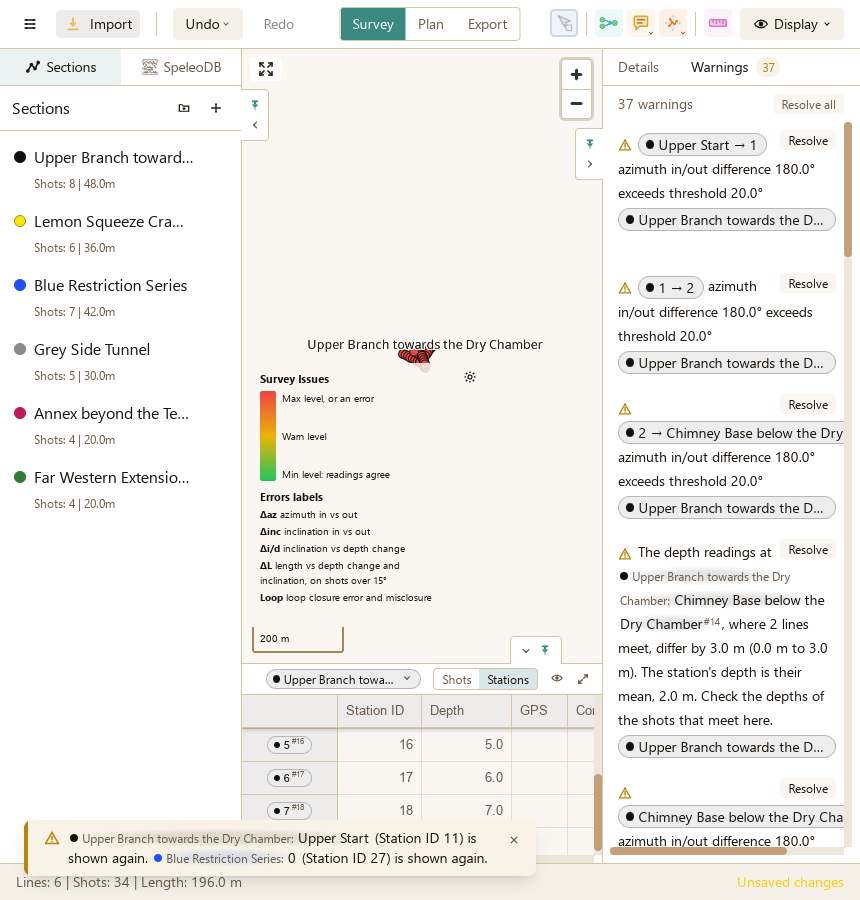 Import
Undo
Redo
Survey
Plan
Export
Display
Sections
SpeleoDB
Details
Warnings 37
Sections
37 warnings
Resolve all
Upper Branch toward...
Shots: 8 | 48.0m
Lemon Squeeze Cra...
Shots: 6 | 36.0m
Blue Restriction Series
Shots: 7 | 42.0m
Grey Side Tunnel
Shots: 5 | 30.0m
Annex beyond the Te...
Shots: 4 | 20.0m
Far Western Extensio...
Shots: 4 | 20.0m
Upper Branch towards the Dry Chamber
Survey Issues
Max level, or an error
Warn level
Min level: readings agree
Errors labels
Δaz azimuth in vs out
Δinc inclination in vs out
Δi/d inclination vs depth change
ΔL length vs depth change and
inclination, on shots over 15°
Loop loop closure error and misclosure
200 m
Upper Start → 1
Resolve
azimuth in/out difference 180.0°
exceeds threshold 20.0°
Upper Branch towards the D...
1 → 2 azimuth
Resolve
in/out difference 180.0° exceeds
threshold 20.0°
Upper Branch towards the D...
Resolve
2 → Chimney Base below the Dry
azimuth in/out difference 180.0°
exceeds threshold 20.0°
Upper Branch towards the D...
The depth readings at
Resolve
Upper Branch towards the Dry
Chamber: Chimney Base below the
Dry Chamber#14, where 2 lines
meet, differ by 3.0 m (0.0 m to 3.0
m). The station's depth is their
mean, 2.0 m. Check the depths of
the shots that meet here.
Upper Branch towards the D...
Resolve
Chimney Base below the Dry Cha
azimuth in/out difference 180.0°
Upper Branch towa...
Shots
Stations
Station ID
Depth
GPS
Co
5#16 16 5.0
6#17 17 6.0
7#18 18 7.0
Upper Branch towards the Dry Chamber: Upper Start (Station ID 11) is
shown again. Blue Restriction Series: 0 (Station ID 27) is shown again.
Lines: 6 | Shots: 34 | Length: 196.0 m
Unsaved changes